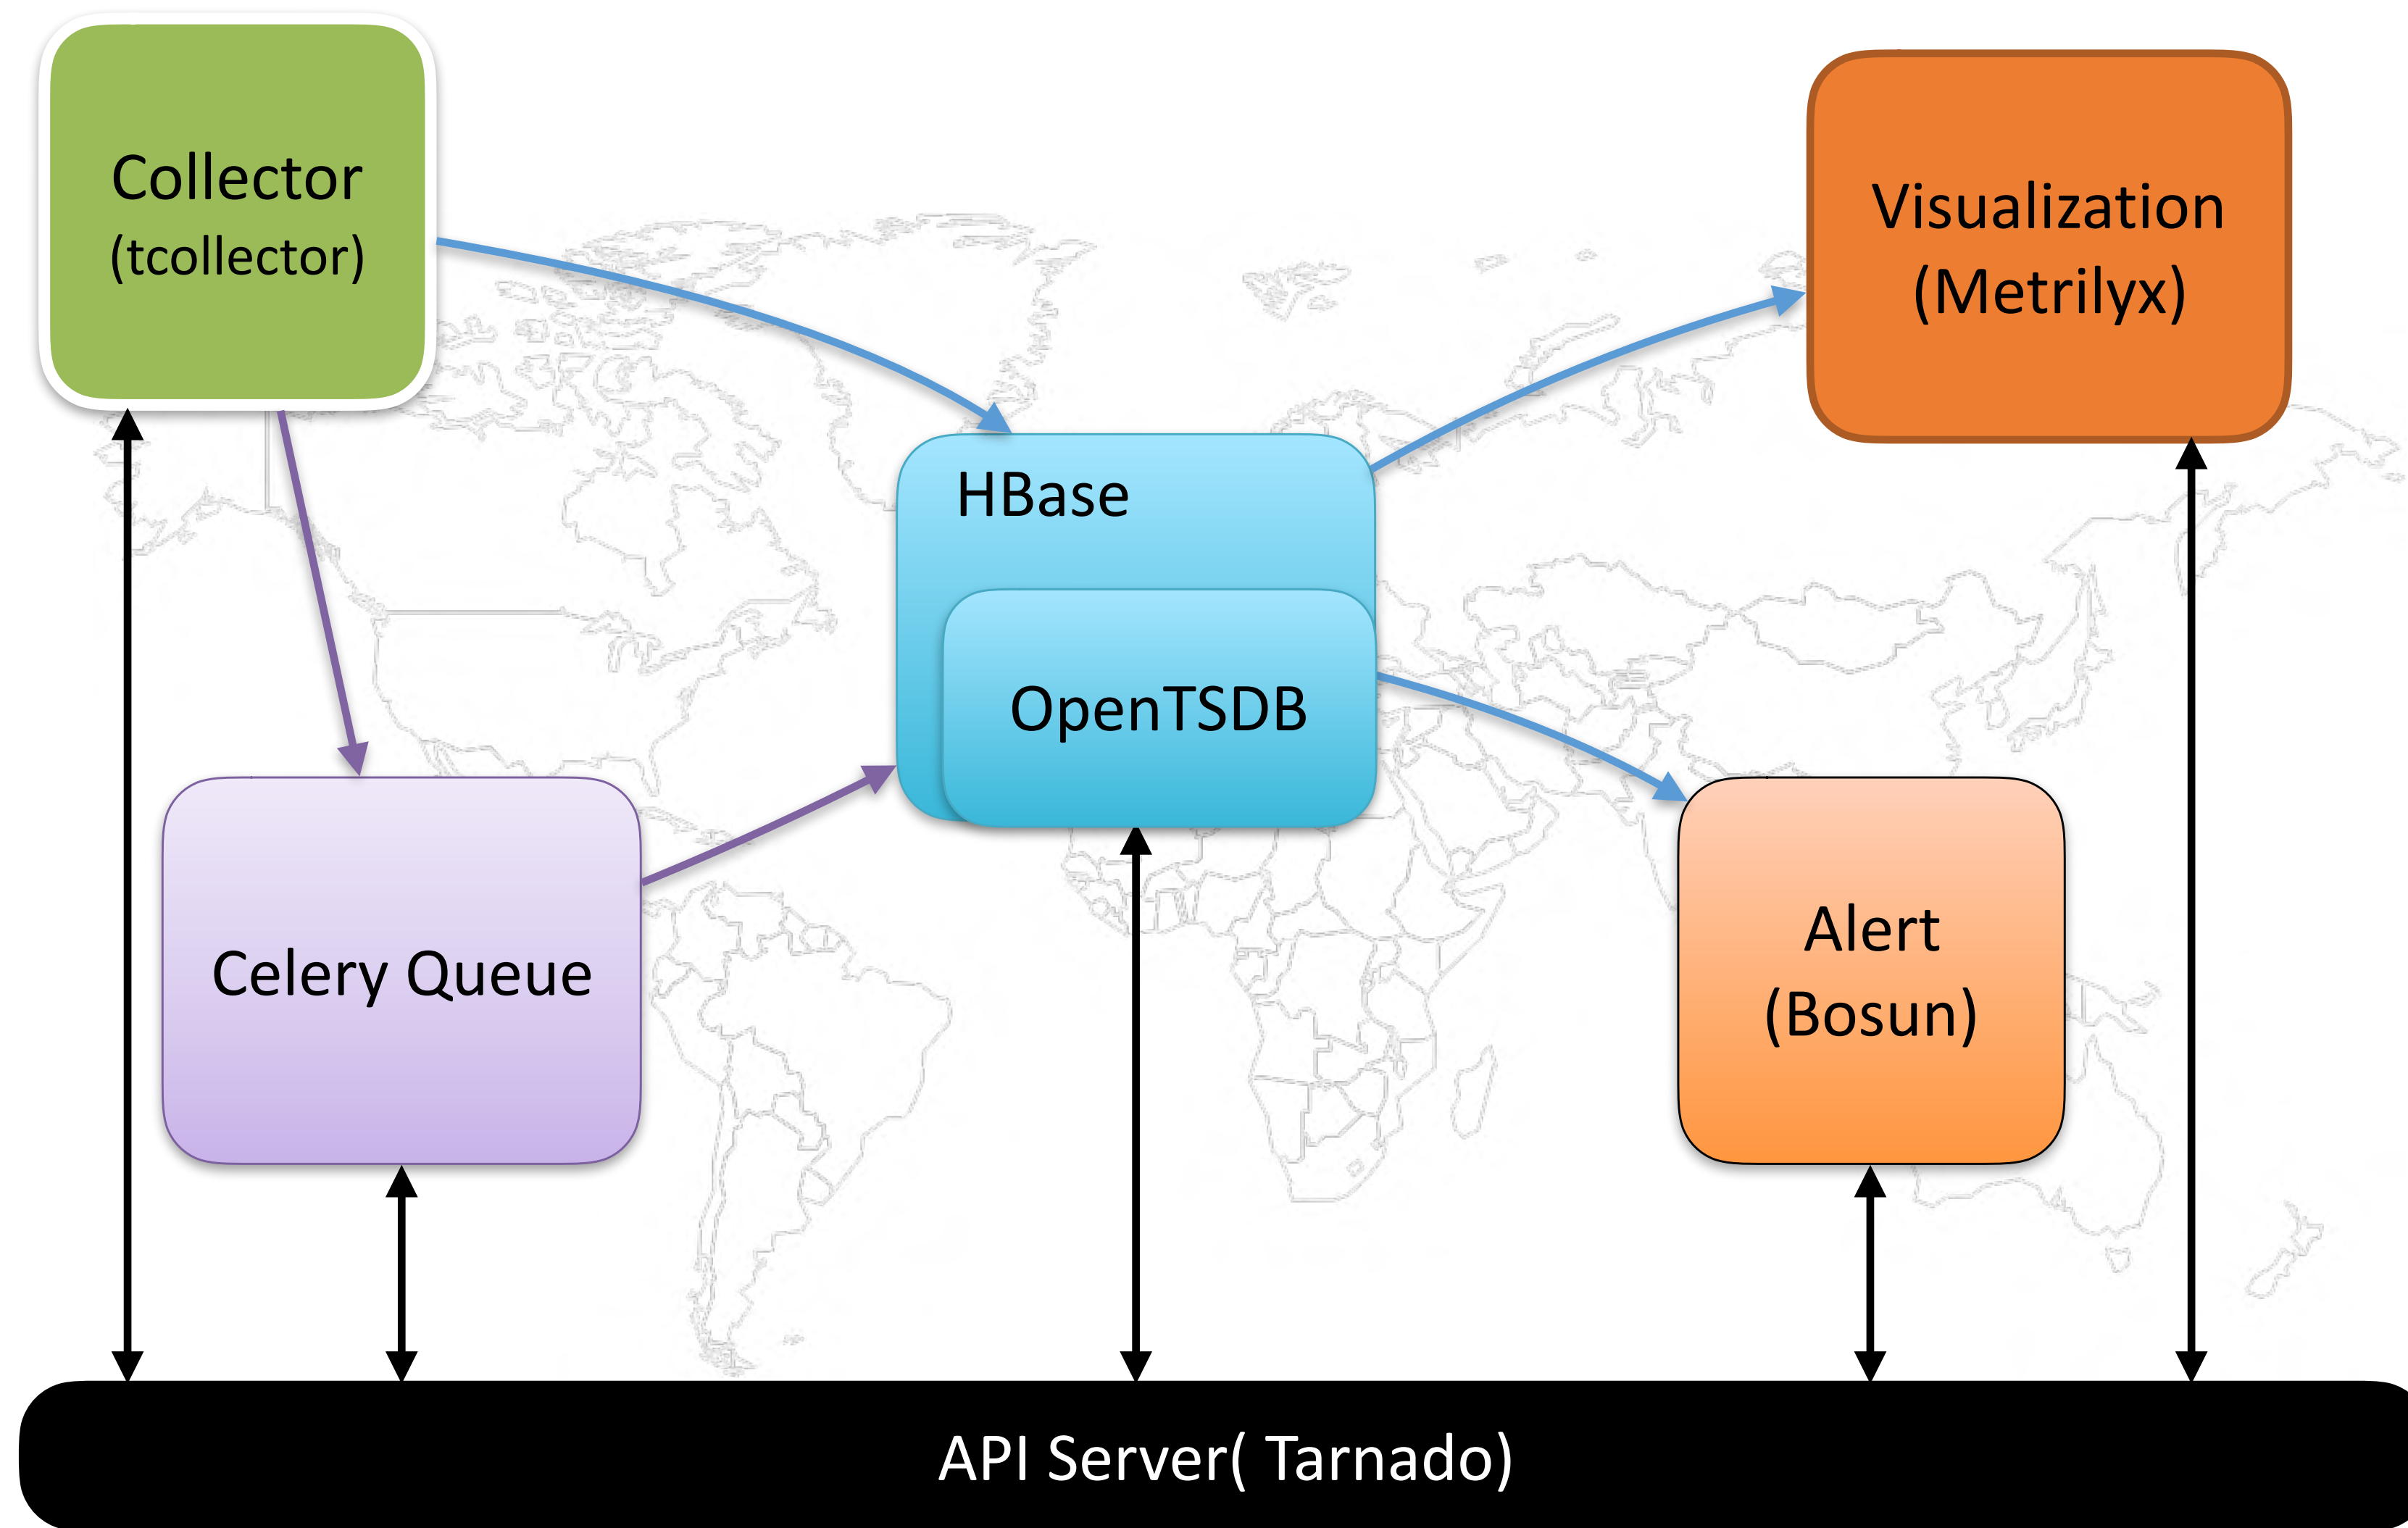 Collector
(tcollector)
Visualization
(Metrilyx)
HBase
OpenTSDB
Celery Queue
Alert
(Bosun)
API Server( Tarnado)